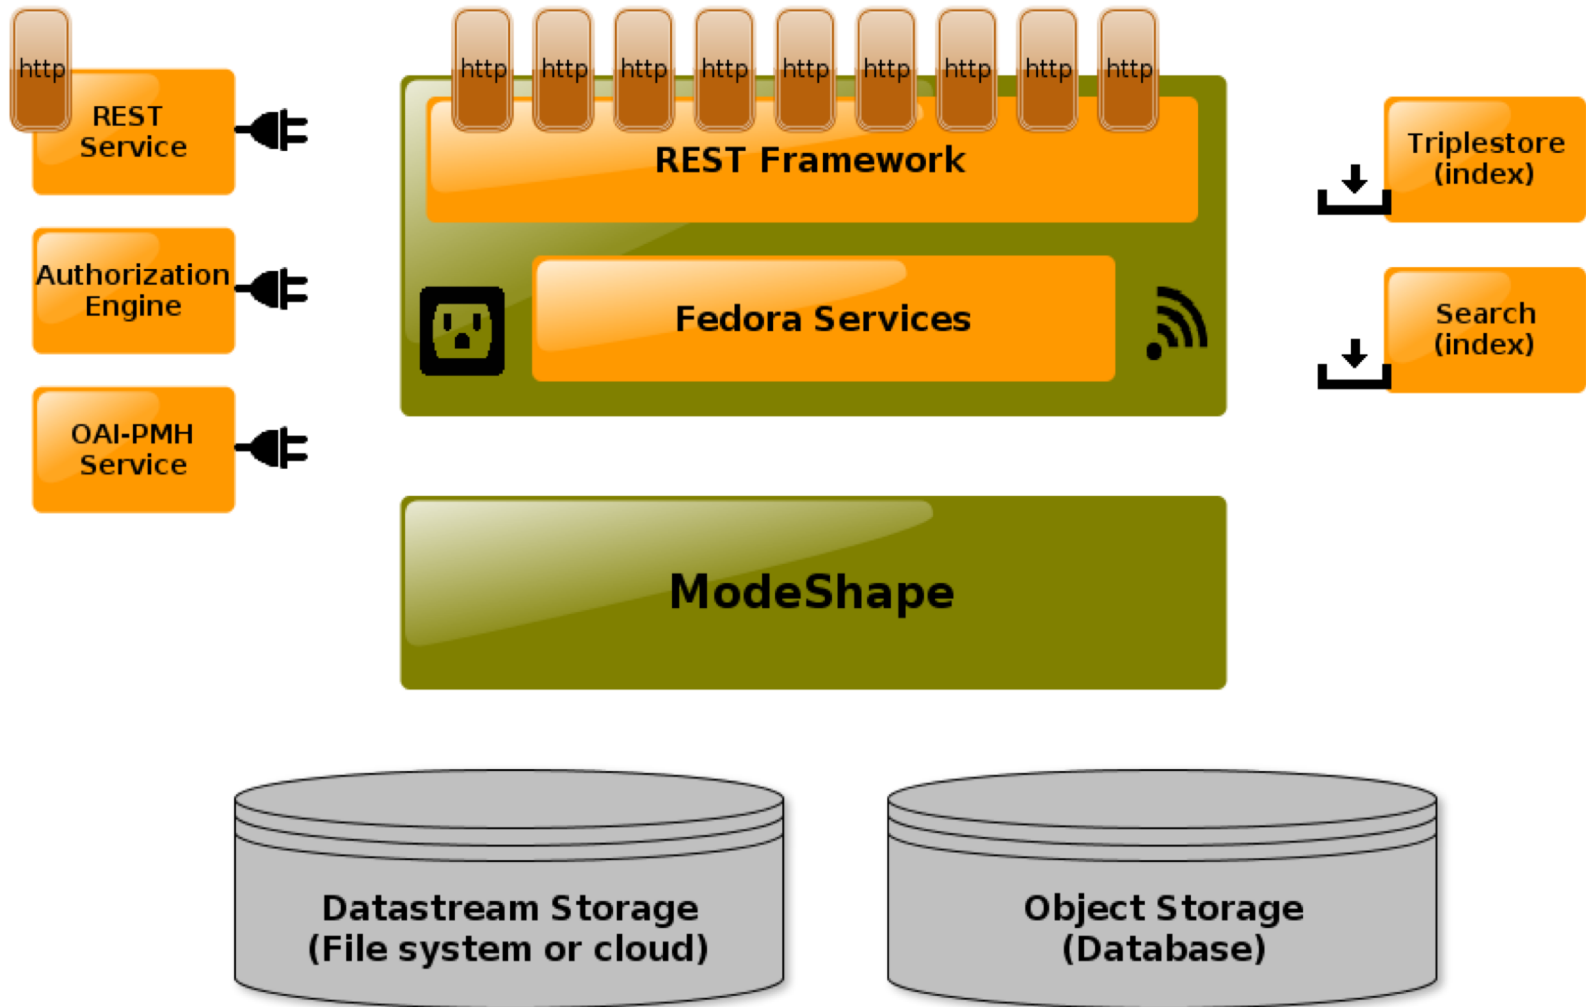 http
http
http
http
http
http
http
http
http
http
REST
Service
Authorization
Engine
OAI-PMH
Service
REST Framework
Fedora Services
Triplestore
(index)
Search
(index)
ModeShape
Datastream Storage
(File system or cloud)
Object Storage
(Database)